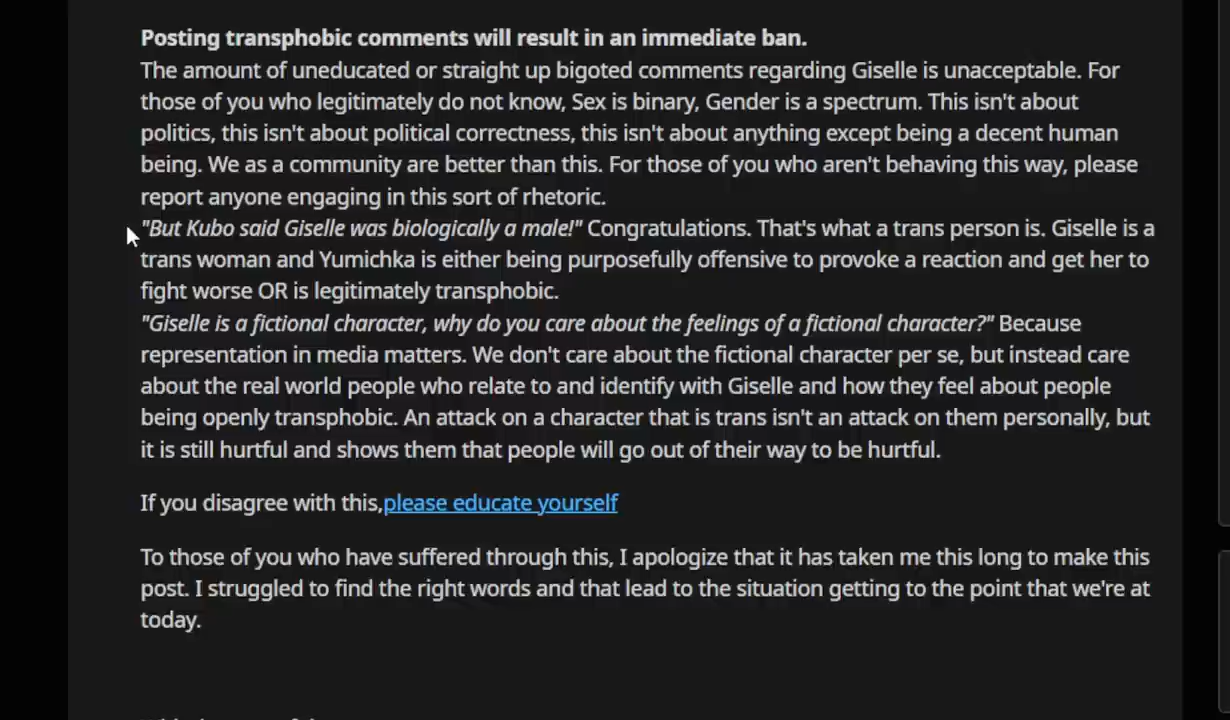 Posting transphobic comments will result in an immediate ban.
The amount of uneducated or straight up bigoted comments regarding Giselle is unacceptable. For
those of you who legitimately do not know, Sex is binary, Gender is a spectrum. This isn't about
politics, this isn't about political correctness, this isn't about anything except being a decent human
being. We as a community are better than this. For those of you who aren't behaving this way, please
report anyone engaging in this sort of rhetoric.
"But Kubo said Giselle was biologically a male!" Congratulations. That's what a trans person is. Giselle is a
trans woman and Yumichka is either being purposefully offensive to provoke a reaction and get her to
fight worse OR is legitimately transphobic.
"Giselle is a fictional character, why do you care about the feelings of a fictional character?" Because
representation in media matters. We don't care about the fictional character per se, but instead care
about the real world people who relate to and identify with Giselle and how they feel about people
being openly transphobic. An attack on a character that is trans isn't an attack on them personally, but
it is still hurtful and shows them that people will go out of their way to be hurtful.
If you disagree with this,please educate yourself
To those of you who have suffered through this, I apologize that it has taken me this long to make this
post. I struggled to find the right words and that lead to the situation getting to the point that we're at
today.